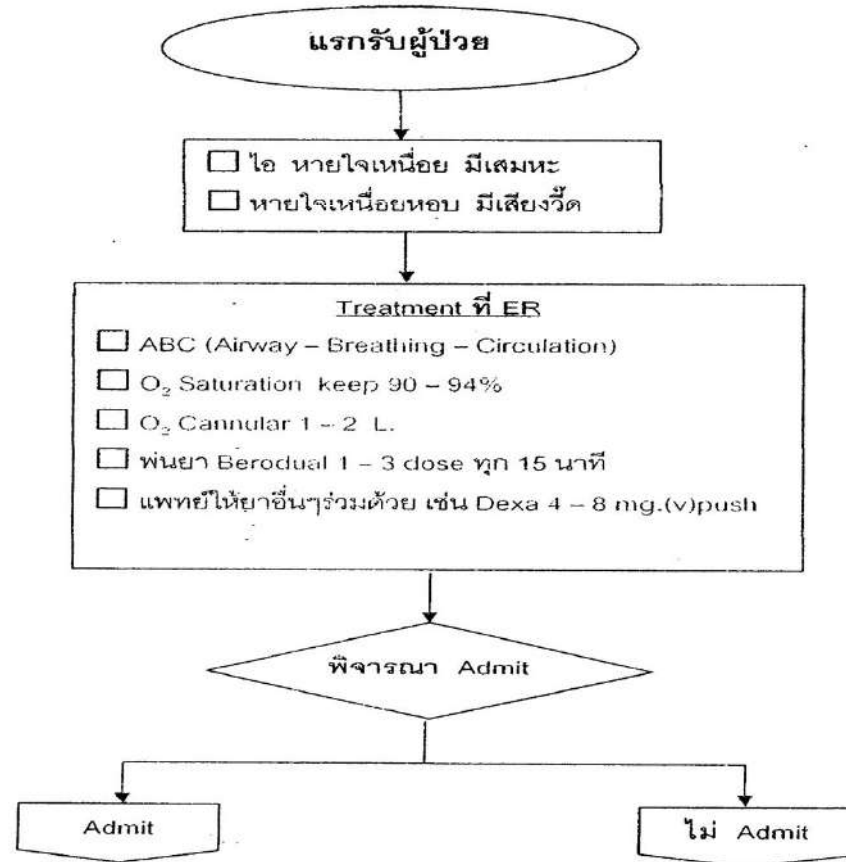 แรกรับผู้ป่วย
ไอ หายใจเหนื่อย มีเสมหะ
หายใจเหนื่อยหอบ มีเสียงวี๊ด
Treatment ที่ ER
ABC (Airway – Breathing – Circulation)
O₂ Saturation keep 90 – 94%
O₂ Cannular 1 – 2 L.
พ่นยา Berodual 1 – 3 dose ทุก 15 นาที
แพทย์ให้ยาอื่นๆร่วมด้วย เช่น Dexa 4 – 8 mg.(v)push
พิจารณา Admit
Admit
ไม่ Admit